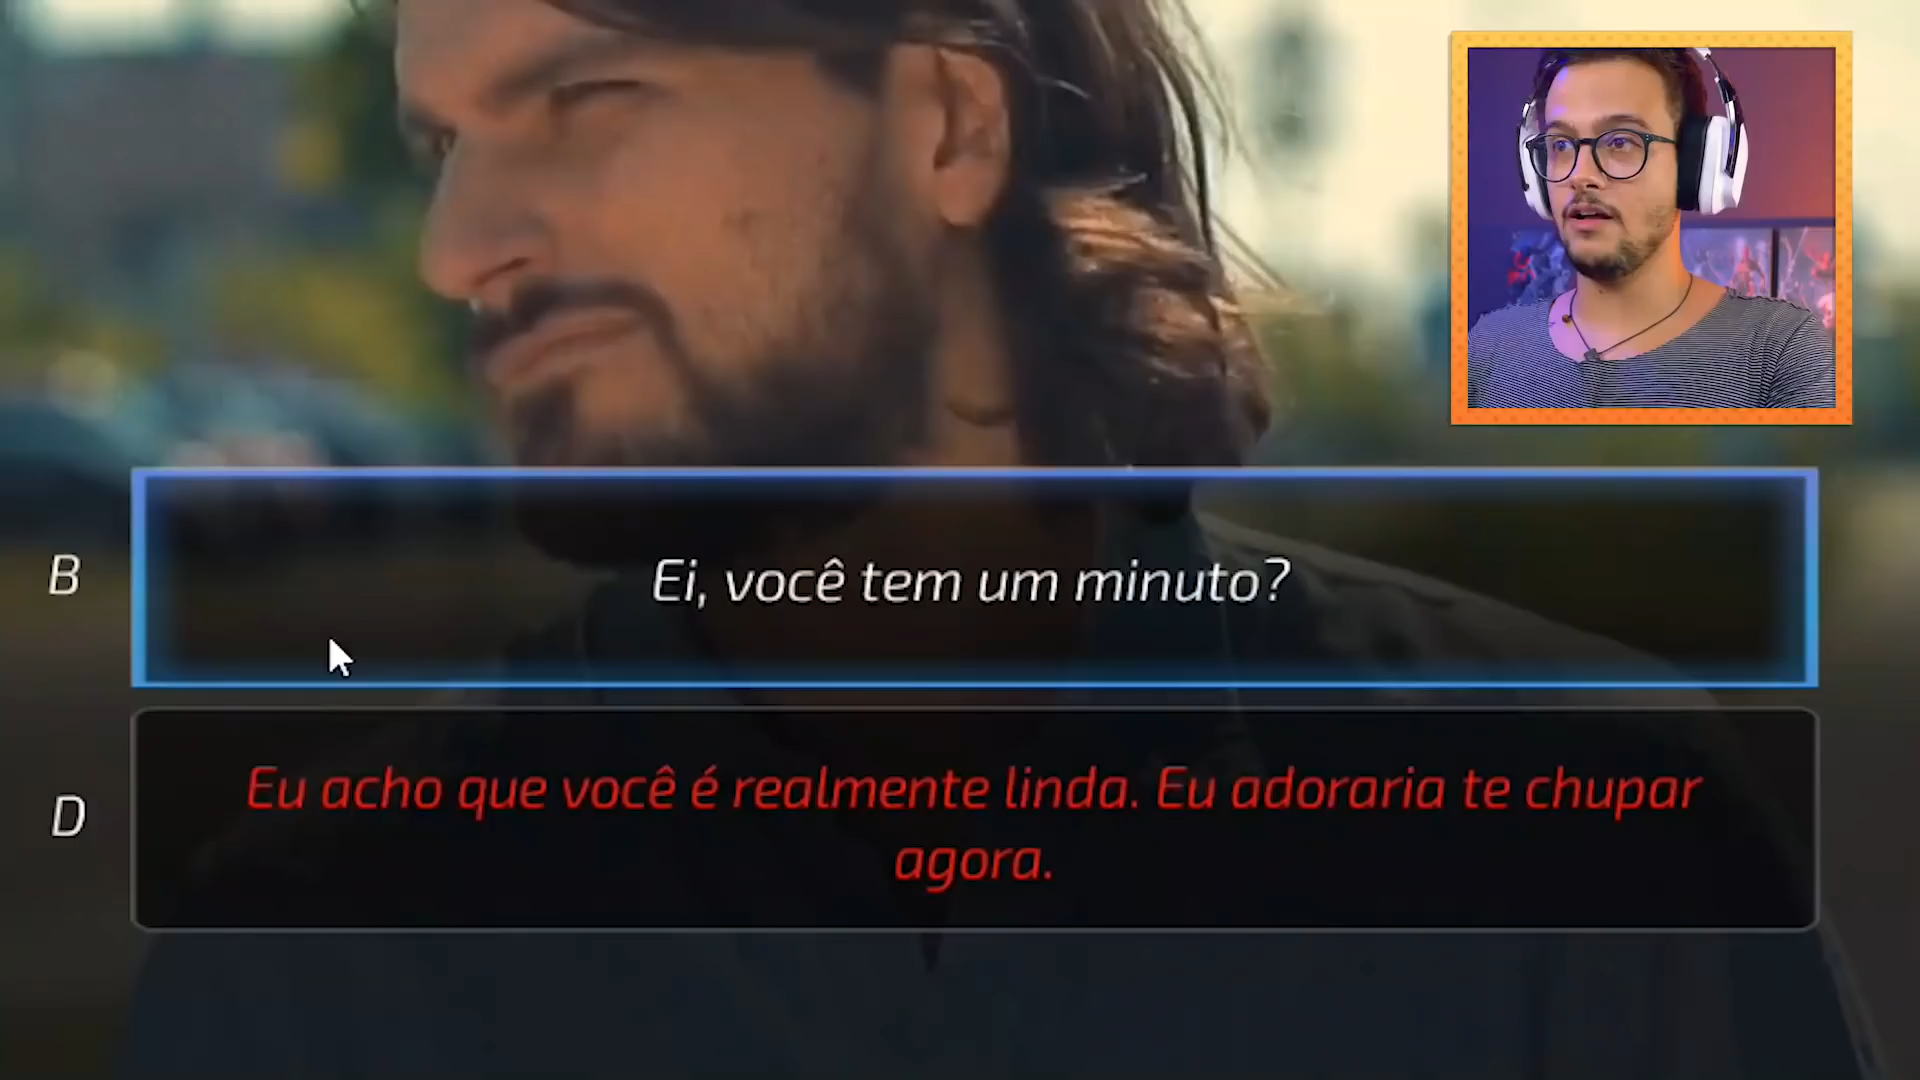 B
Ei, você tem um minuto?
D
Eu acho que você é realmente linda. Eu adoraria te chupar
agora.